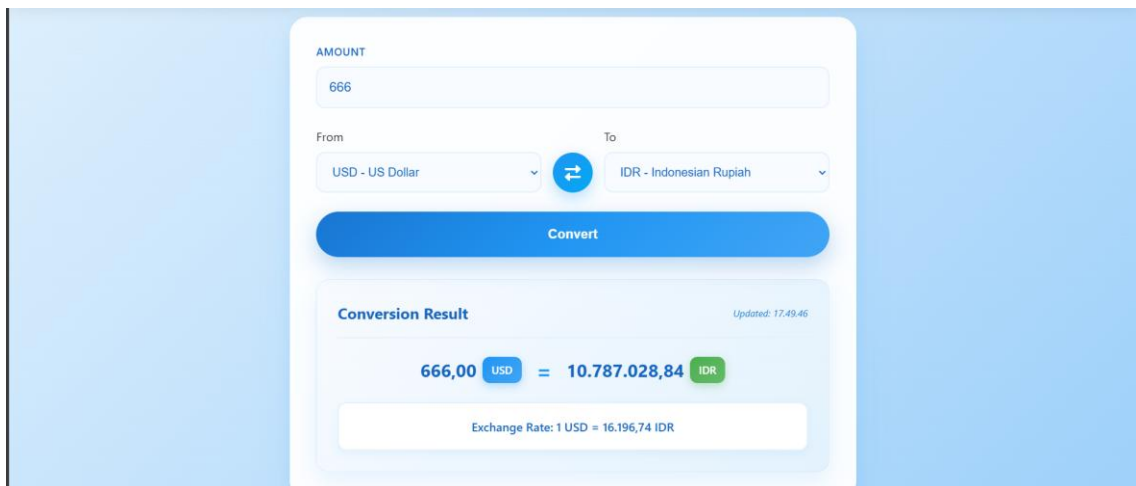 AMOUNT
666
From To
USD - US Dollar IDR - Indonesian Rupiah
Convert
Conversion Result Updated: 17.49.46
666,00 USD = 10.787.028,84 IDR
Exchange Rate: 1 USD = 16.196,74 IDR